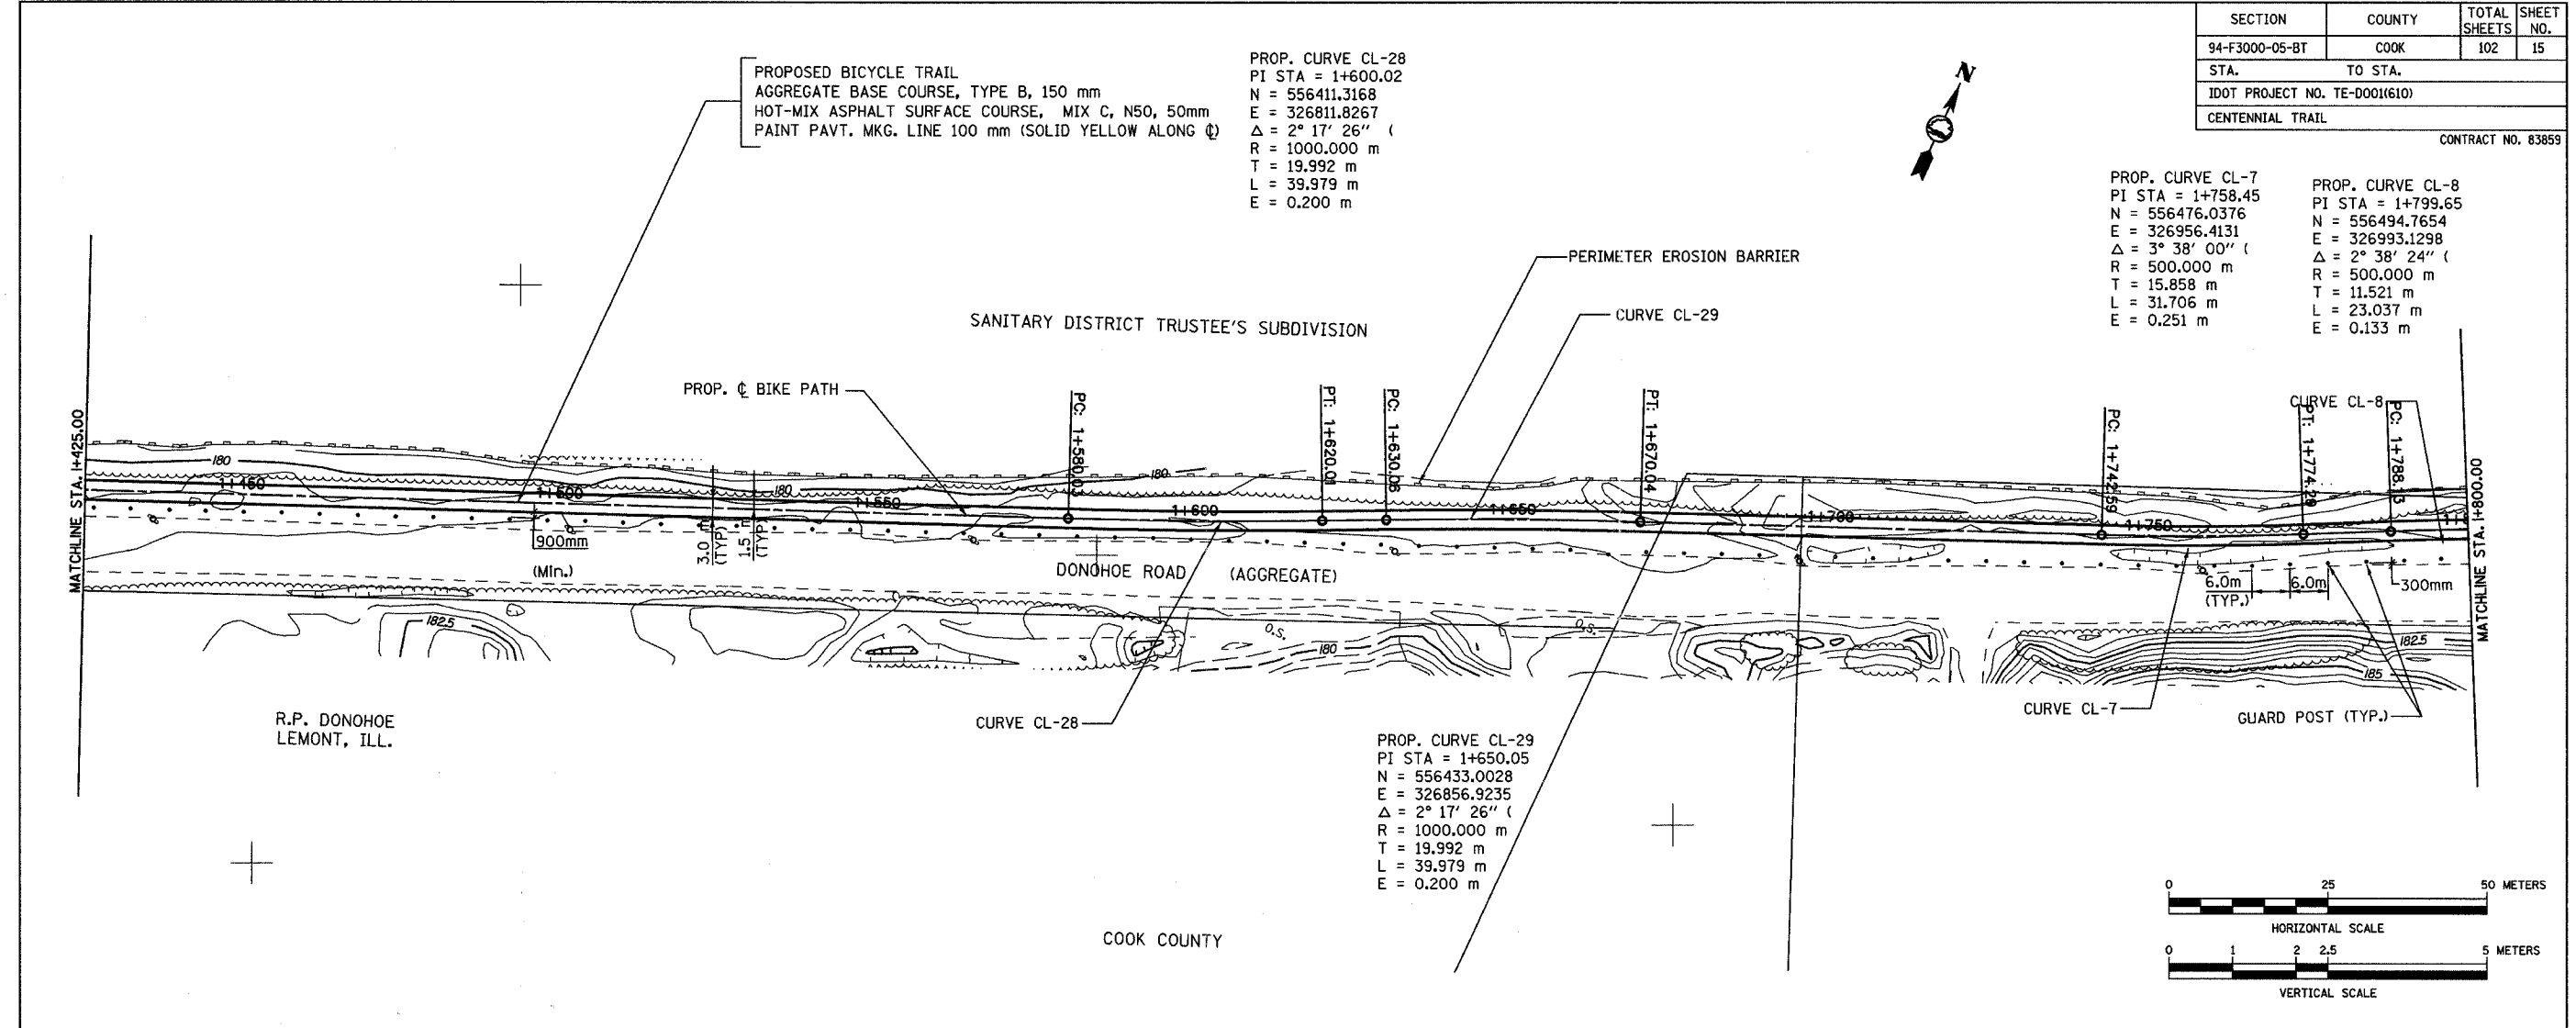 SECTION COUNTY TOTAL SHEETS SHEET NO.
94-F3000-05-BT COOK 102 15
STA. TO STA.
IDOT PROJECT NO. TE-D001(610)
CENTENNIAL TRAIL
CONTRACT NO. 83859
PROPOSED BICYCLE TRAIL
AGGREGATE BASE COURSE, TYPE B, 150 mm
HOT-MIX ASPHALT SURFACE COURSE, MIX C, N50, 50mm
PAINT PAVT. MKG. LINE 100 mm (SOLID YELLOW ALONG ℄)
PROP. CURVE CL-28
PI STA = 1+600.02
N = 556411.3168
E = 326811.8267
Δ = 2° 17' 26" (
R = 1000.000 m
T = 19.992 m
L = 39.979 m
E = 0.200 m
N
PROP. CURVE CL-7
PI STA = 1+758.45
N = 556476.0376
E = 326956.4131
Δ = 3° 38' 00" (
R = 500.000 m
T = 15.858 m
L = 31.706 m
E = 0.251 m
PROP. CURVE CL-8
PI STA = 1+799.65
N = 556494.7654
E = 326993.1298
Δ = 2° 38' 24" (
R = 500.000 m
T = 11.521 m
L = 23.037 m
E = 0.133 m
PERIMETER EROSION BARRIER
CURVE CL-29
SANITARY DISTRICT TRUSTEE'S SUBDIVISION
PROP. ℄ BIKE PATH
CURVE CL-8
MATCHLINE STA. 1+425.00
PC: 1+580.03
PT: 1+620.01
PC: 1+630.06
PT: 1+670.04
PC: 1+742.59
PT: 1+774.29
PC: 1+788.13
MATCHLINE STA. 1+800.00
180
180
180
1+450
1+500
1+550
1+600
1+650
1+700
1+750
900mm
(Min.)
3.0 m
(TYP)
1.5 m
(TYP)
DONOHOE ROAD (AGGREGATE)
6.0m
(TYP.)
6.0m
300mm
182.5
O.S.
180
O.S.
182.5
185
CURVE CL-28
CURVE CL-7
GUARD POST (TYP.)
R.P. DONOHOE
LEMONT, ILL.
PROP. CURVE CL-29
PI STA = 1+650.05
N = 556433.0028
E = 326856.9235
Δ = 2° 17' 26" (
R = 1000.000 m
T = 19.992 m
L = 39.979 m
E = 0.200 m
COOK COUNTY
0 25 50 METERS
HORIZONTAL SCALE
0 1 2 2.5 5 METERS
VERTICAL SCALE